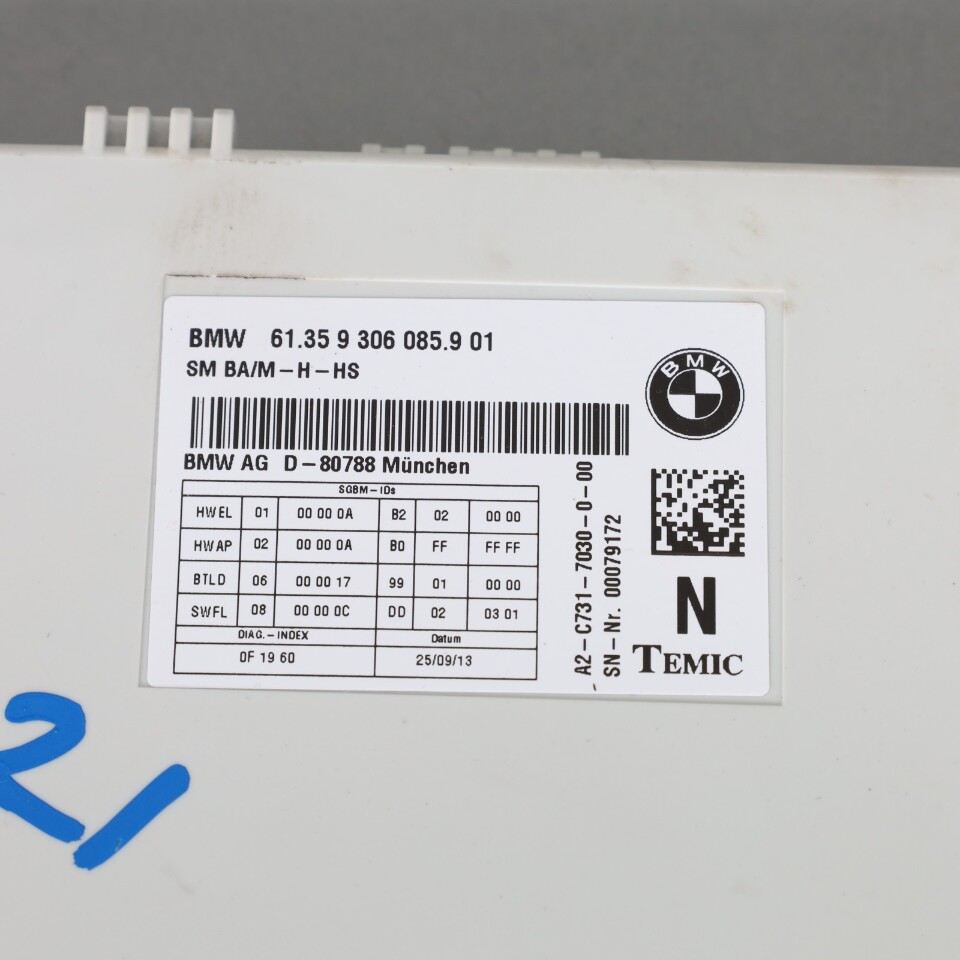 BMW 61.35 9 306 085.9 01
SM BA/M-H-HS
BMW
BMW AG D-80788 München
SGBM-IDs
HWEL 01 00 00 0A B2 02 00 00
HWAP 02 00 00 0A B0 FF FF FF
BTLD 06 00 00 17 99 01 00 00
SWFL 08 00 00 0C DD 02 03 01
DIAG.-INDEX Datum
0F 19 60 25/09/13
A2-C731-7030-0-00
SN-Nr. 00079172
N
TEMIC
21